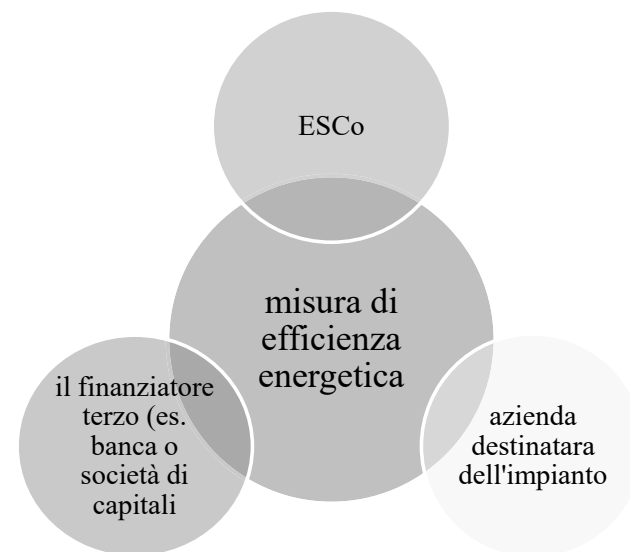 ESCo
misura di
efficienza
energetica
il finanziatore
terzo (es.
banca o
società di
capitali
azienda
destinatara
dell'impianto